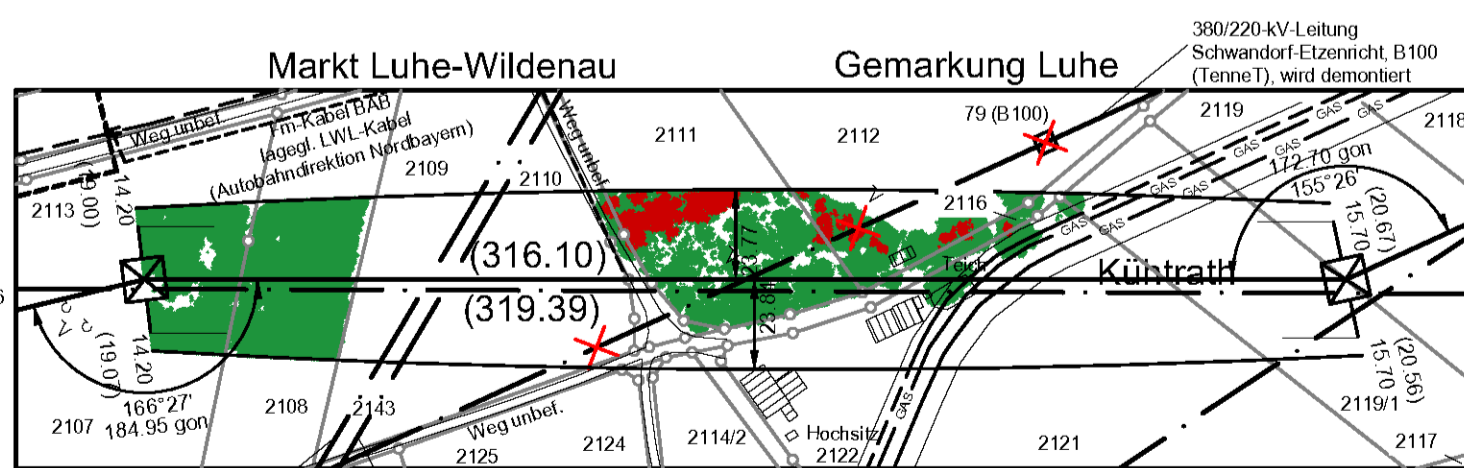 380/220-kV-Leitung
Schwandorf-Etzenricht, B100
(TenneT), wird demontiert
Markt Luhe-Wildenau
Gemarkung Luhe
Weg unbef.
Fm-Kabel BAB
lagegl. LWL-Kabel
(Autobahndirektion Nordbayern)
Weg unbef.
2109
2110
2111
2112
79 (B100)
2119
2118
GAS
GAS
GAS
GAS
GAS
172.70 gon
155°26'
2113
14.20
(19.00)
2116
(20.67)
15.70
(316.10)
23.77
Teich
Küntrath
(319.39)
23.81
14.20
(19.07)
166°27'
184.95 gon
2107
2108
2143
Weg unbef.
2125
2124
2114/2
Hochsitz
2122
GAS
2121
(20.56)
15.70
2119/1
2117